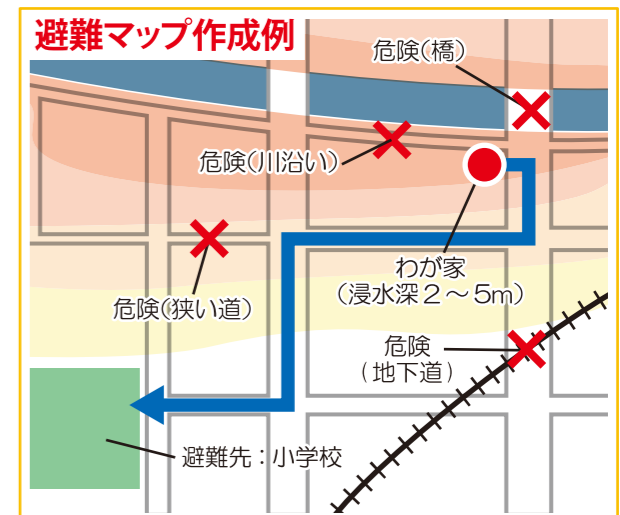 避難マップ作成例
危険(橋)
危険(川沿い)
わが家
(浸水深2～5m)
危険(狭い道)
危険
(地下道)
避難先：小学校